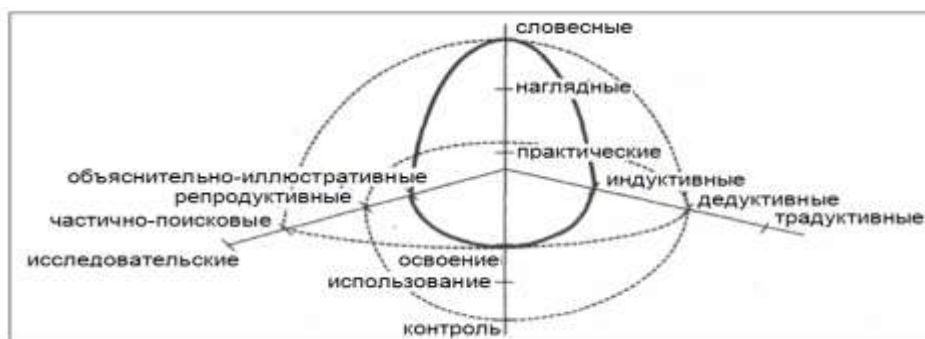 словесные
наглядные
практические
объяснительно-иллюстративные
индуктивные
репродуктивные
дедуктивные
частично-поисковые
традуктивные
исследовательские
освоение
использование
контроль